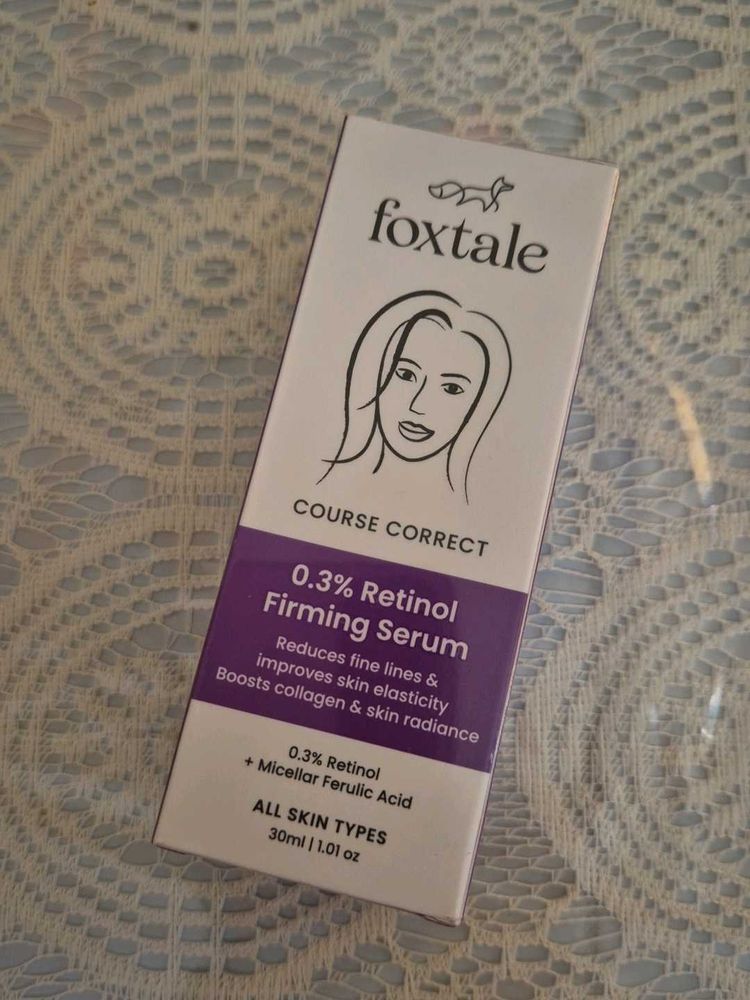 foxtale
COURSE CORRECT
0.3% Retinol
Firming Serum
Reduces fine lines &
improves skin elasticity
Boosts collagen & skin radiance
0.3% Retinol
+ Micellar Ferulic Acid
ALL SKIN TYPES
30ml | 1.01 oz